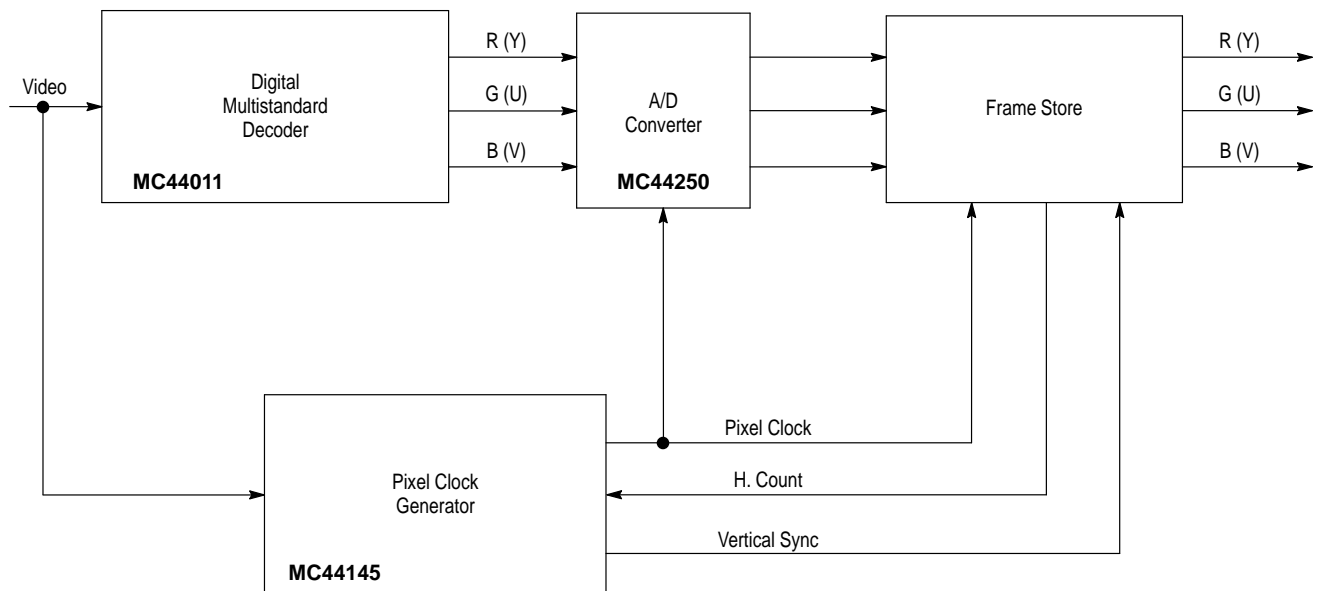 Video
Digital
Multistandard
Decoder
MC44011
R (Y)
G (U)
B (V)
A/D
Converter
MC44250
Frame Store
R (Y)
G (U)
B (V)
Pixel Clock
Generator
MC44145
Pixel Clock
H. Count
Vertical Sync